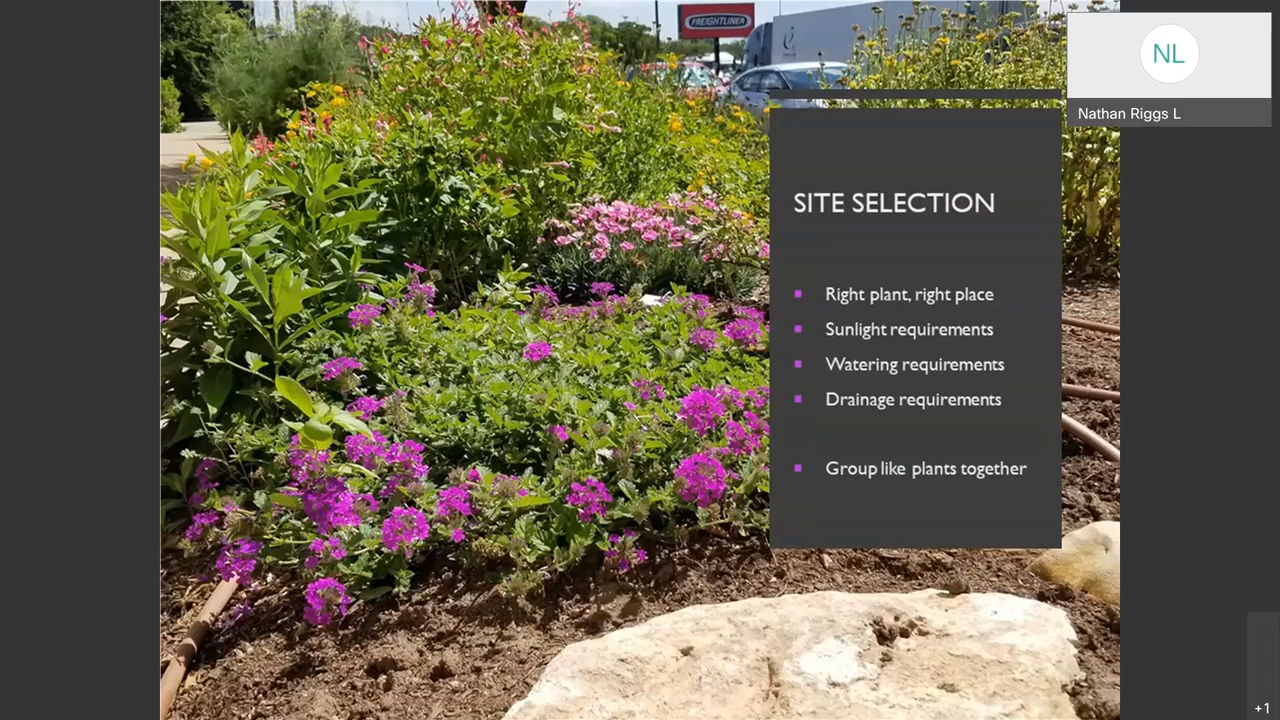 FREIGHTLINER
NL
Nathan Riggs L
SITE SELECTION
Right plant, right place
Sunlight requirements
Watering requirements
Drainage requirements
Group like plants together
+1